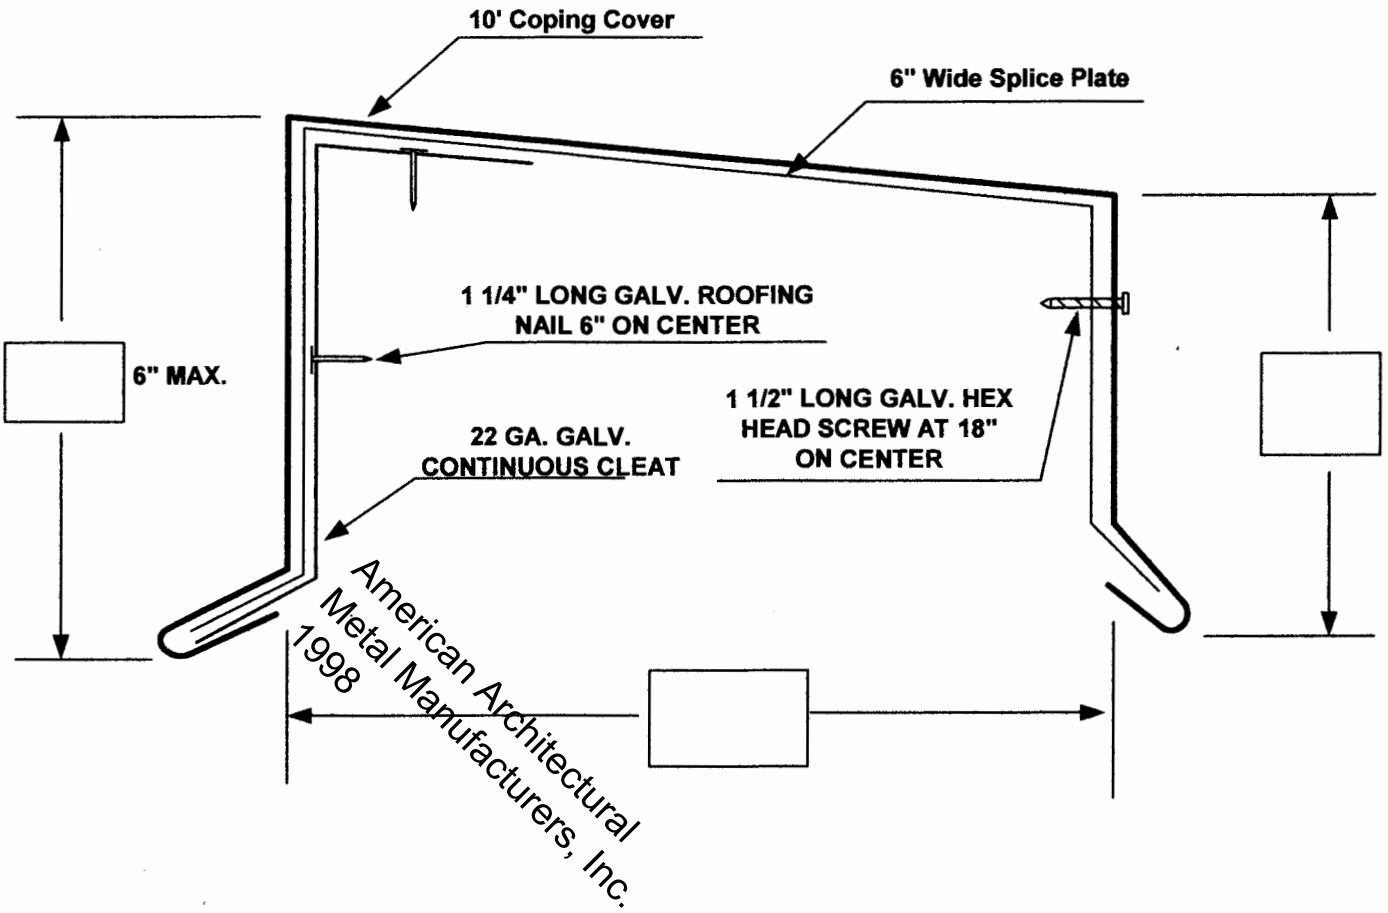 10' Coping Cover
6" Wide Splice Plate
1 1/4" LONG GALV. ROOFING
NAIL 6" ON CENTER
6" MAX.
1 1/2" LONG GALV. HEX
HEAD SCREW AT 18"
ON CENTER
22 GA. GALV.
CONTINUOUS CLEAT
American Architectural
Metal Manufacturers, Inc.
1998